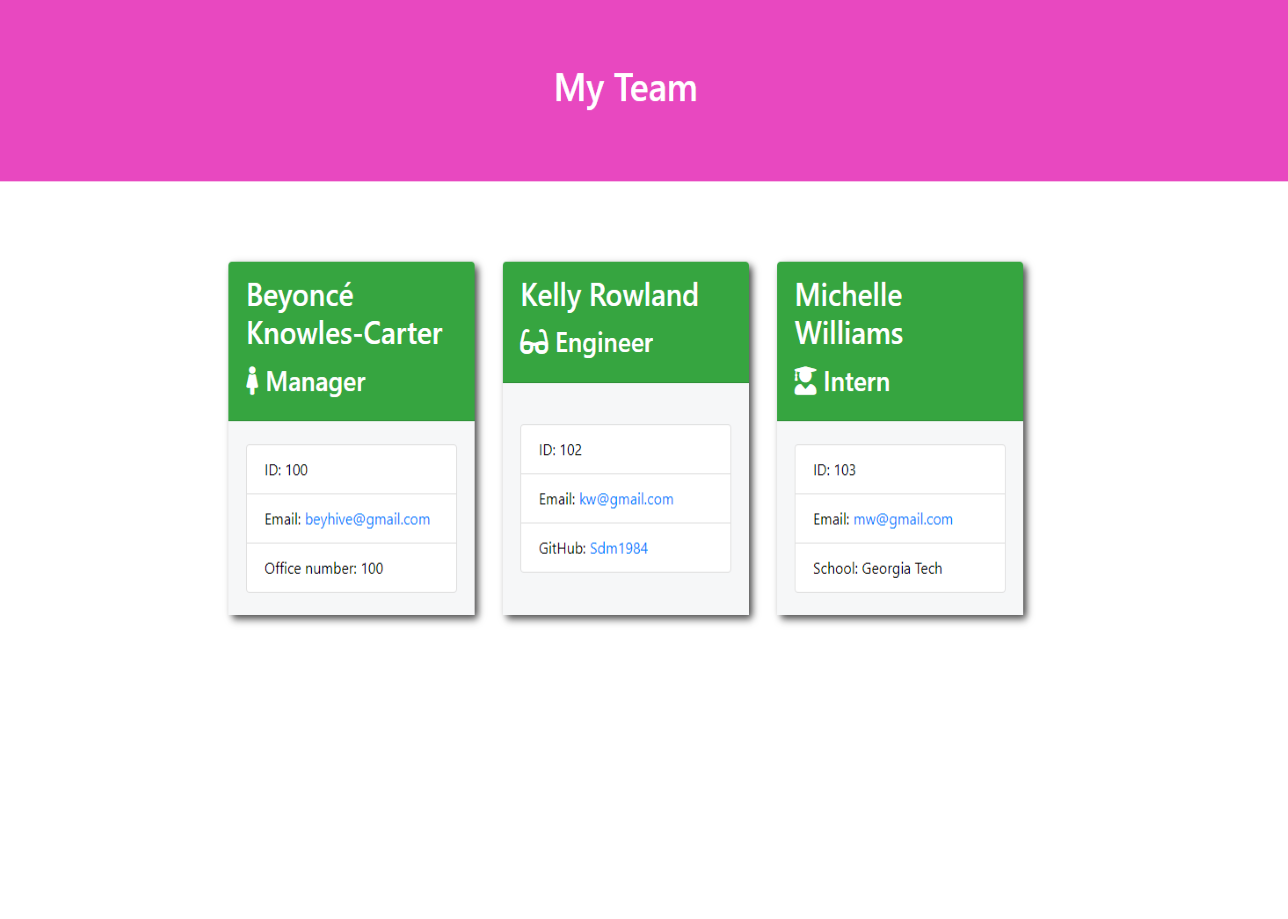 My Team
Beyoncé
Knowles-Carter
Manager
ID: 100
Email: beyhive@gmail.com
Office number: 100
Kelly Rowland
Engineer
ID: 102
Email: kw@gmail.com
GitHub: Sdm1984
Michelle
Williams
Intern
ID: 103
Email: mw@gmail.com
School: Georgia Tech